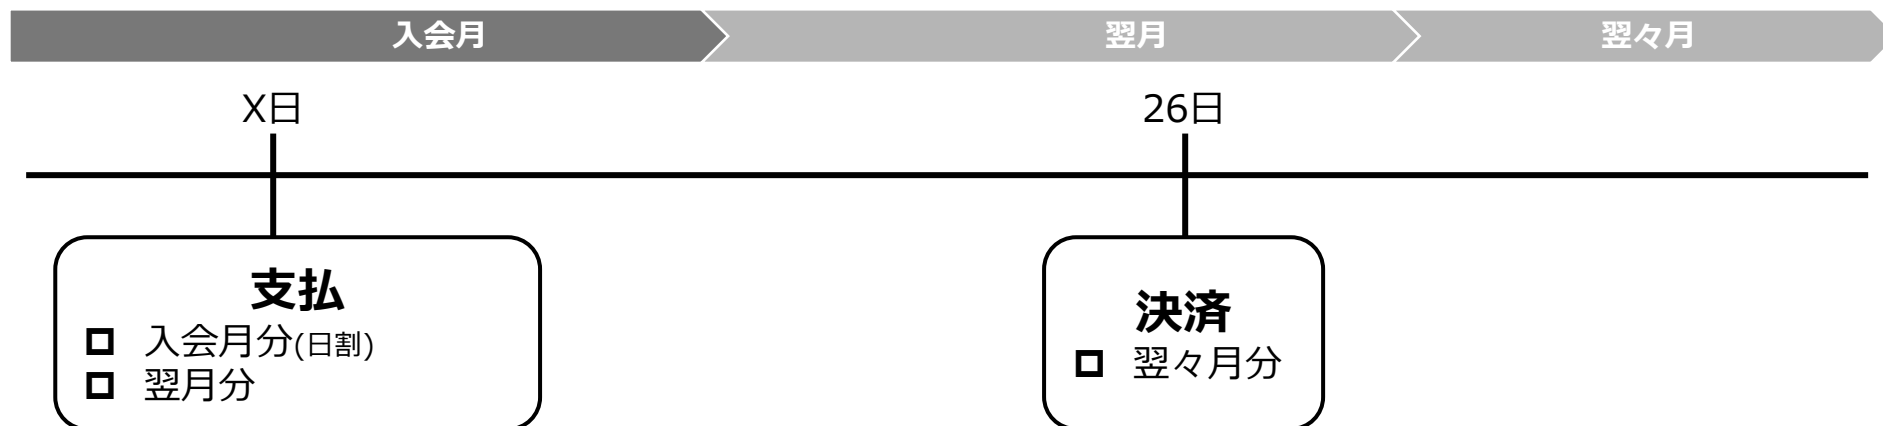 入会月
翌月
翌々月
X日
26日
支払
入会月分(日割)
翌月分
決済
翌々月分